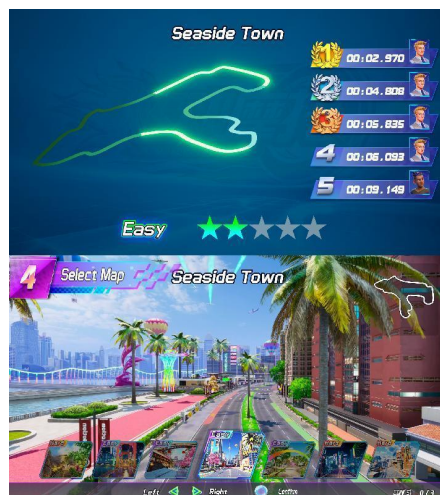 Seaside Town
1 00:02.970
2 00:04.808
3 00:05.835
4 00:06.093
5 00:09.149
Easy
4 Select Map
Seaside Town
Left Right Confirm